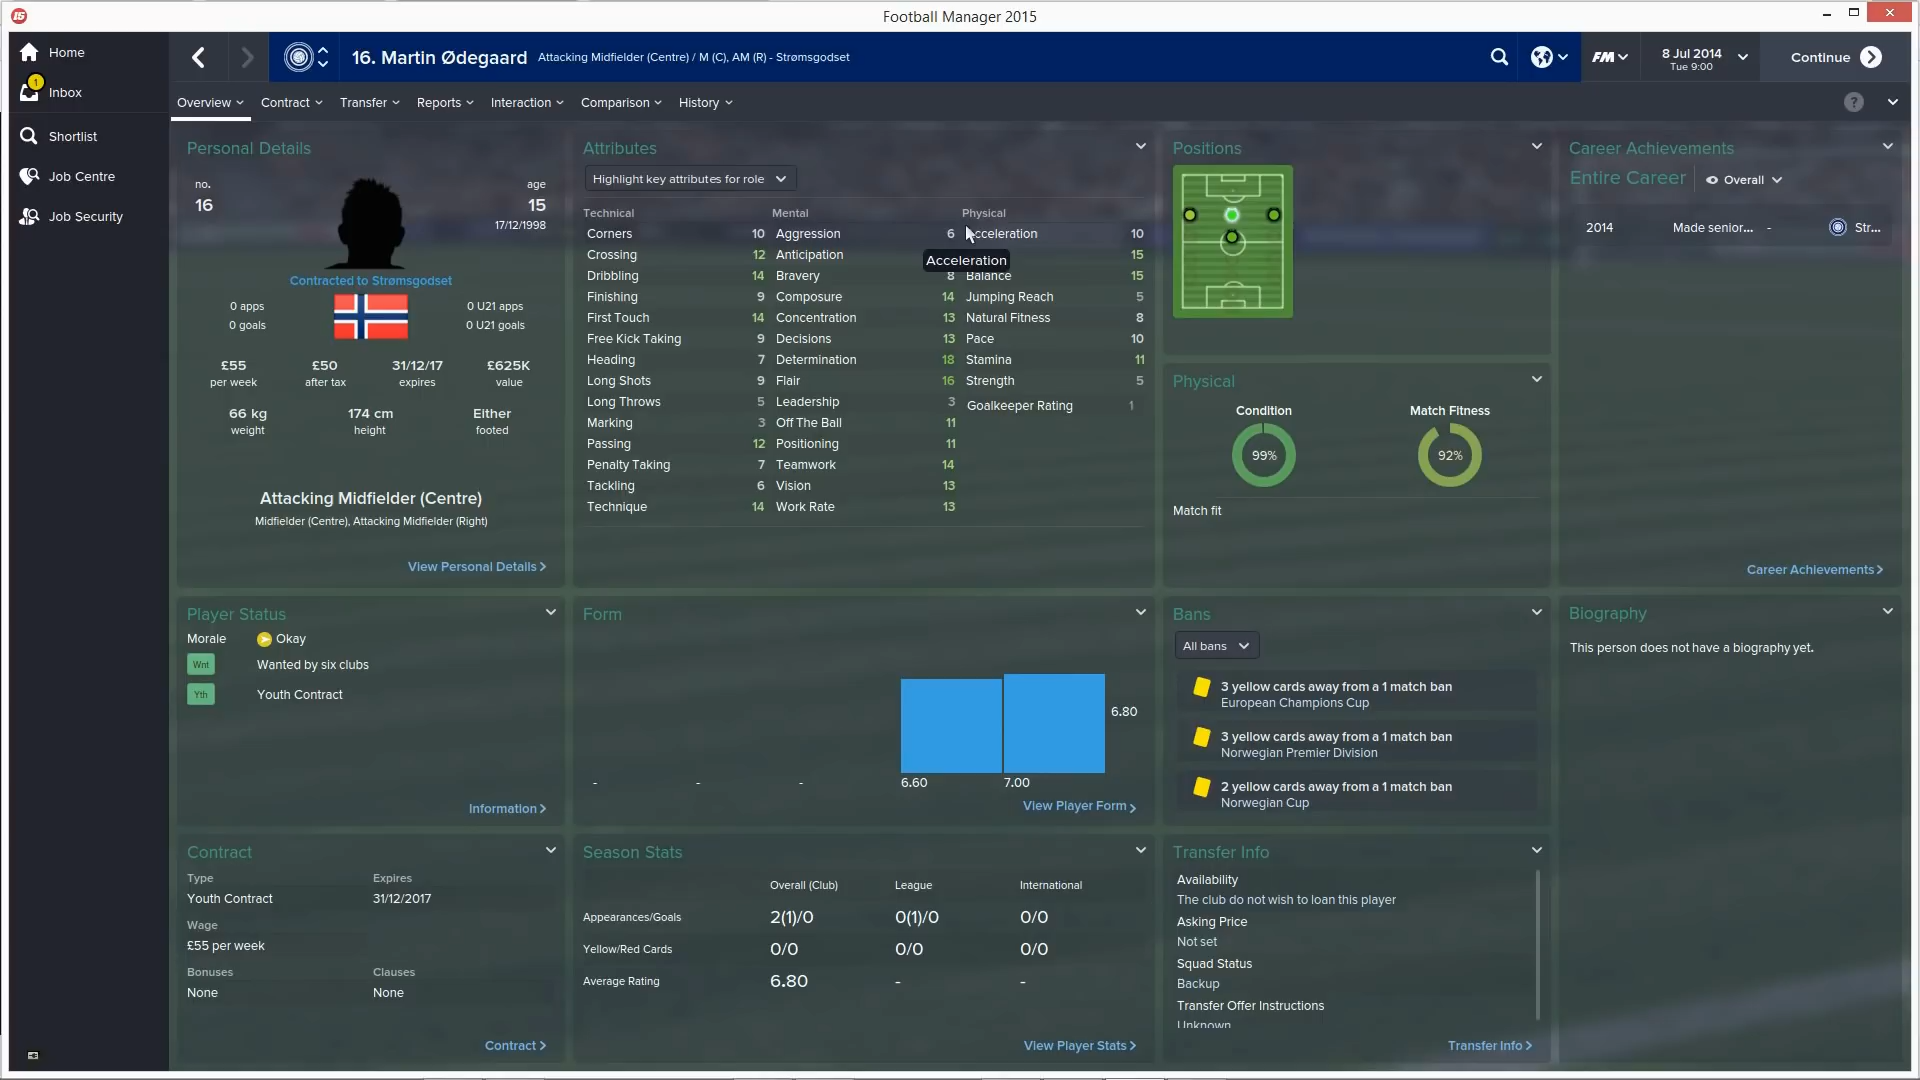 Football Manager 2015
Home
1
Inbox
Shortlist
Job Centre
Job Security
16. Martin Ødegaard Attacking Midfielder (Centre) / M (C), AM (R) - Strømsgodset
FM
8 Jul 2014
Tue 9:00
Continue
Overview Contract Transfer Reports Interaction Comparison History
?
Personal Details
no.
16
age
15
17/12/1998
Contracted to Strømsgodset
0 apps
0 goals
0 U21 apps
0 U21 goals
£55 per week
£50 after tax
31/12/17 expires
£625K value
66 kg weight
174 cm height
Either footed
Attacking Midfielder (Centre)
Midfielder (Centre), Attacking Midfielder (Right)
View Personal Details >
Attributes
Highlight key attributes for role
Technical
Corners 10
Crossing 12
Dribbling 14
Finishing 9
First Touch 14
Free Kick Taking 9
Heading 7
Long Shots 9
Long Throws 5
Marking 3
Passing 12
Penalty Taking 7
Tackling 6
Technique 14
Mental
Aggression 6
Anticipation
Bravery 8
Composure 14
Concentration 13
Decisions 13
Determination 18
Flair 16
Leadership 3
Off The Ball 11
Positioning 11
Teamwork 14
Vision 13
Work Rate 13
Physical
Acceleration 10
Acceleration
15
Balance 15
Jumping Reach 5
Natural Fitness 8
Pace 10
Stamina 11
Strength 5
Goalkeeper Rating 1
Positions
Physical
Condition
99%
Match Fitness
92%
Match fit
Career Achievements
Entire Career Overall
2014 Made senior... - Str...
Career Achievements >
Player Status
Morale Okay
Wnt Wanted by six clubs
Yth Youth Contract
Information >
Form
- - - 6.60 7.00
6.80
View Player Form >
Bans
All bans
3 yellow cards away from a 1 match ban
European Champions Cup
3 yellow cards away from a 1 match ban
Norwegian Premier Division
2 yellow cards away from a 1 match ban
Norwegian Cup
Biography
This person does not have a biography yet.
Contract
Type Expires
Youth Contract 31/12/2017
Wage
£55 per week
Bonuses Clauses
None None
Contract >
Season Stats
Overall (Club) League International
Appearances/Goals 2(1)/0 0(1)/0 0/0
Yellow/Red Cards 0/0 0/0 0/0
Average Rating 6.80 - -
View Player Stats >
Transfer Info
Availability
The club do not wish to loan this player
Asking Price
Not set
Squad Status
Backup
Transfer Offer Instructions
Unknown
Transfer Info >